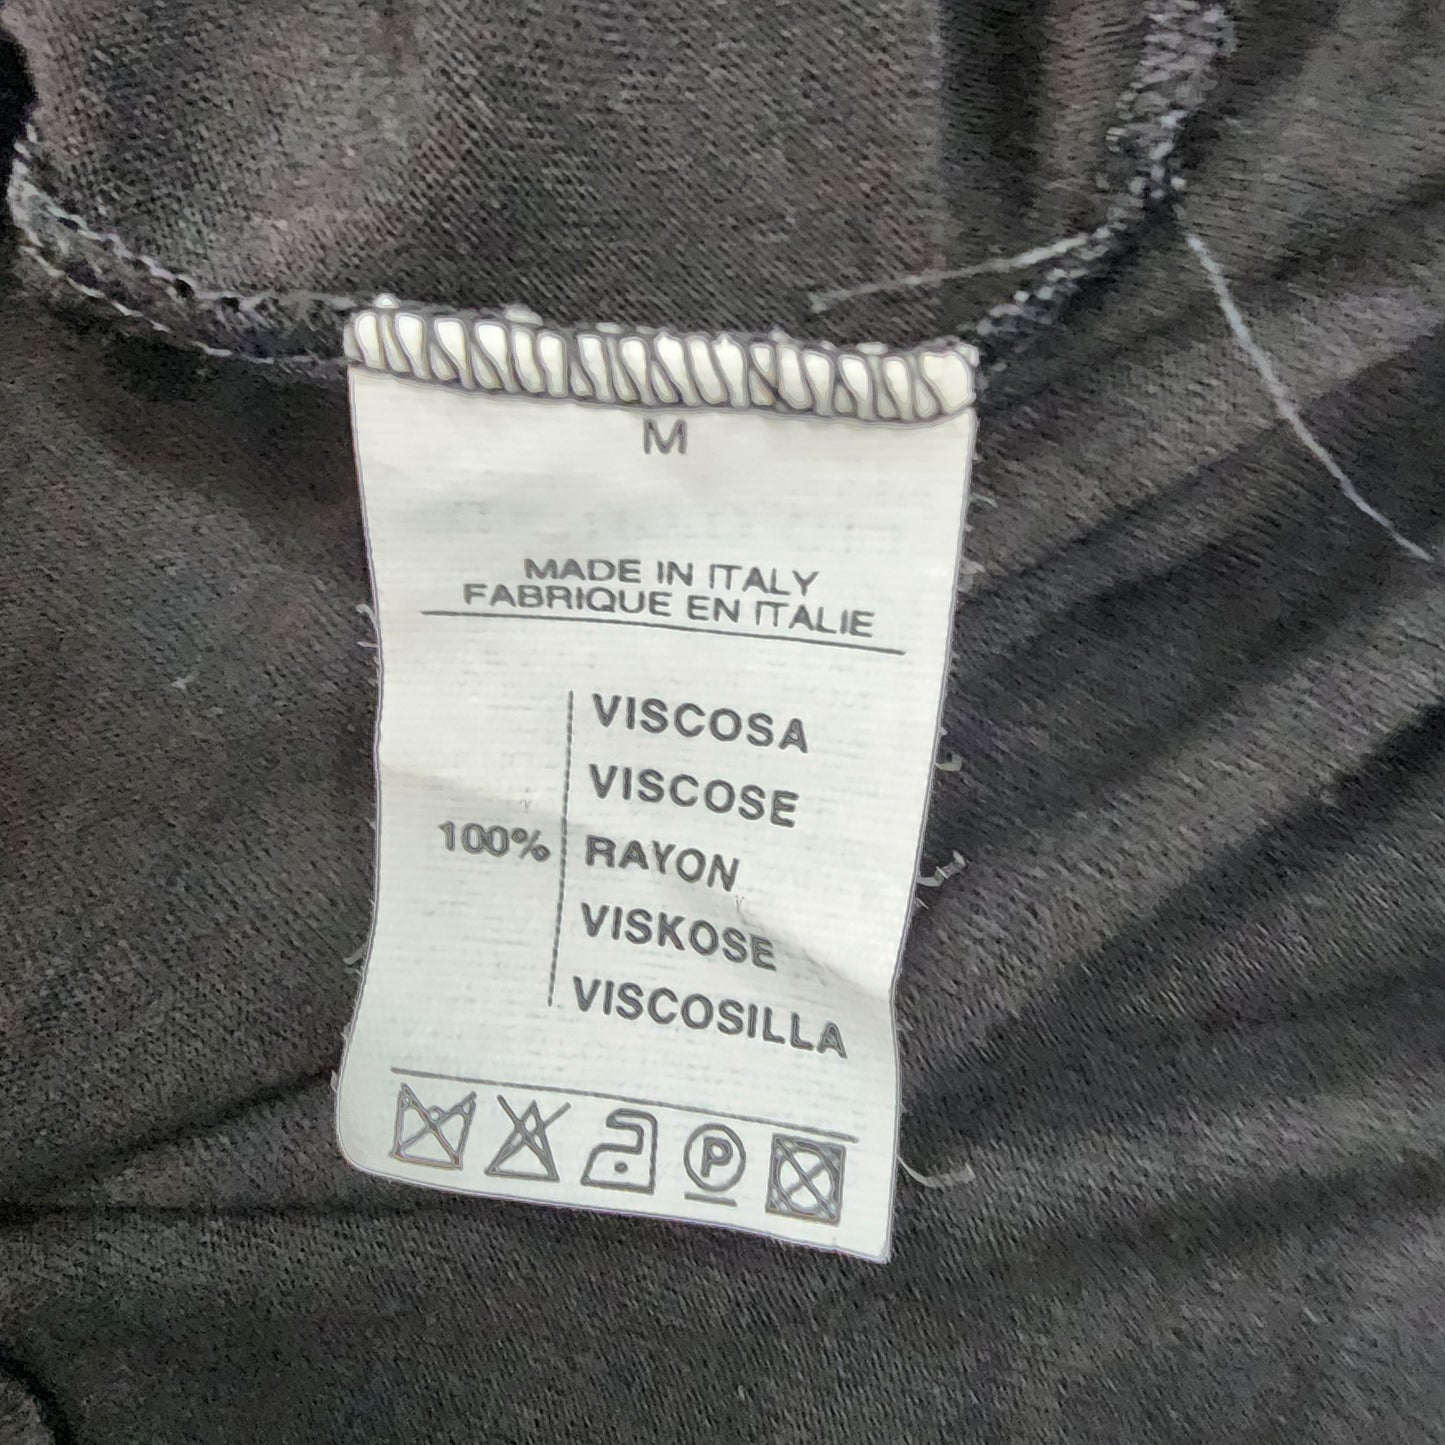 M
MADE IN ITALY
FABRIQUE EN ITALIE
VISCOSA
VISCOSE
100% RAYON
VISKOSE
VISCOSILLA
P